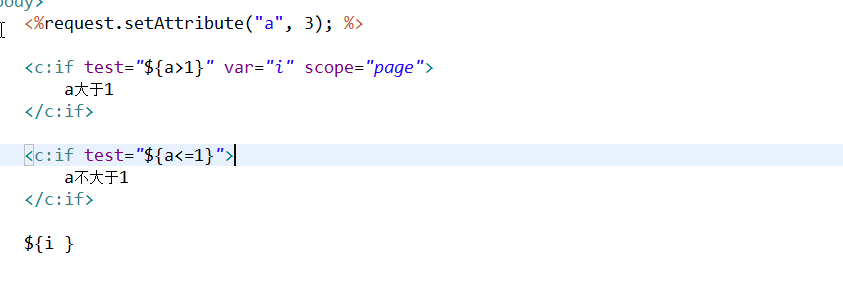 body>
<%request.setAttribute("a", 3); %>
<c:if test="${a>1}" var="i" scope="page">
a大于1
</c:if>
<c:if test="${a<=1}">
a不大于1
</c:if>
${i }